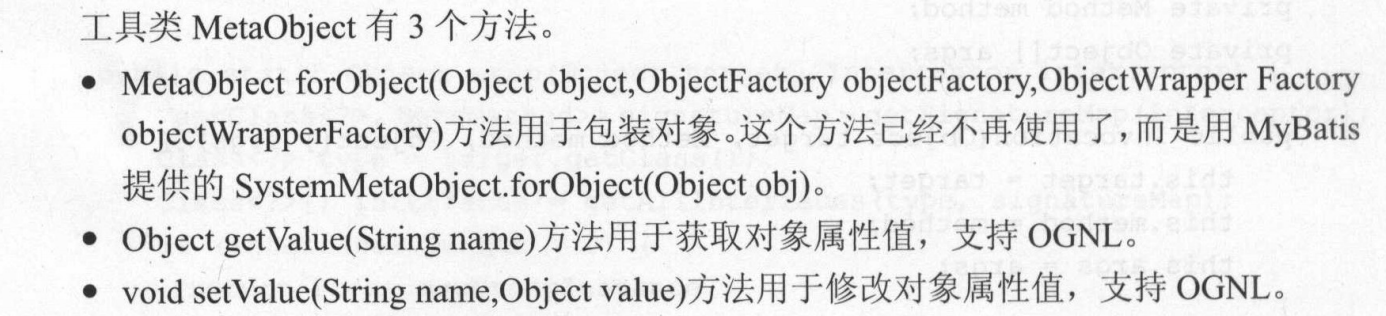 工具类 MetaObject 有 3 个方法。
● MetaObject forObject(Object object,ObjectFactory objectFactory,ObjectWrapper Factory
objectWrapperFactory)方法用于包装对象。这个方法已经不再使用了，而是用 MyBatis
提供的 SystemMetaObject.forObject(Object obj)。
● Object getValue(String name)方法用于获取对象属性值，支持 OGNL。
● void setValue(String name,Object value)方法用于修改对象属性值，支持 OGNL。